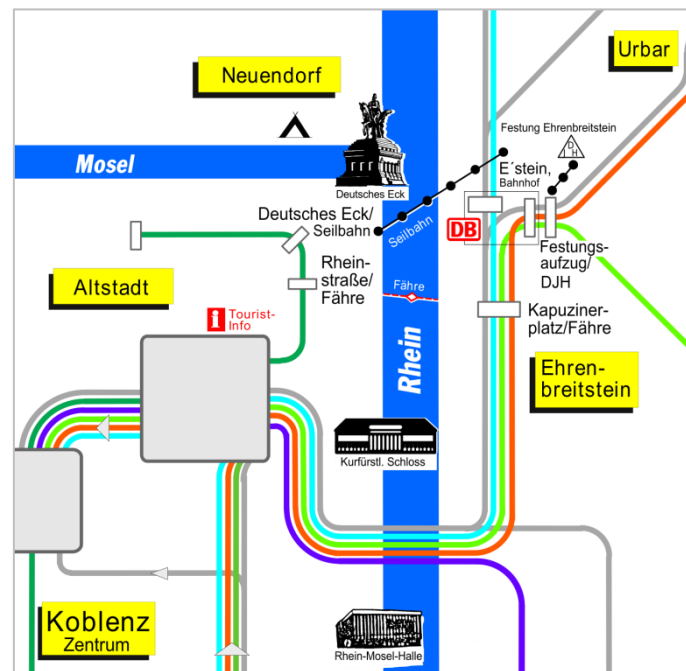 Urbar
Neuendorf
Festung Ehrenbreitstein
D
JH
E´stein,
Bahnhof
Mosel
Deutsches Eck
Deutsches Eck/
Seilbahn
Seilbahn
DB
Festungs-
aufzug/
DJH
Rhein-
straße/
Fähre
Altstadt
Fähre
Kapuziner-
platz/Fähre
i Tourist-
Info
Rhein
Ehren-
breitstein
Kurfürstl. Schloss
Koblenz
Zentrum
Rhein-Mosel-Halle